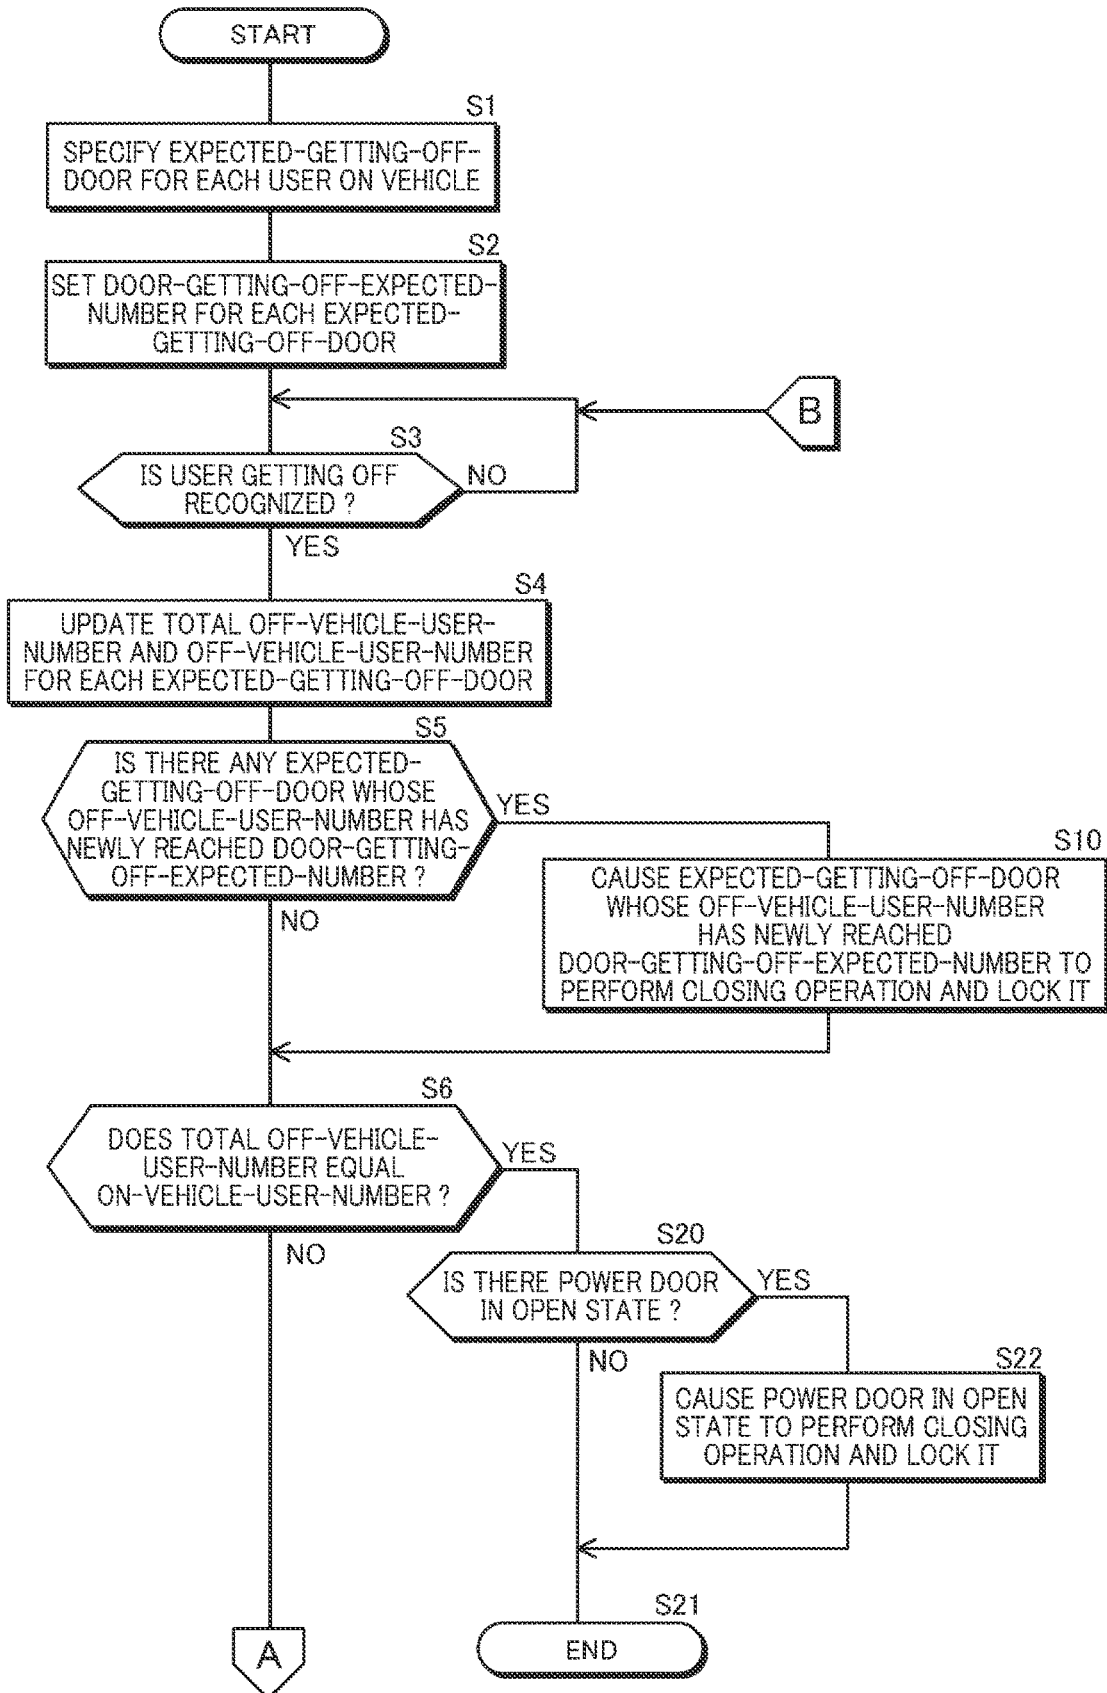 START
S1
SPECIFY EXPECTED-GETTING-OFF-
DOOR FOR EACH USER ON VEHICLE
S2
SET DOOR-GETTING-OFF-EXPECTED-
NUMBER FOR EACH EXPECTED-
GETTING-OFF-DOOR
B
S3
IS USER GETTING OFF
RECOGNIZED ?
NO
YES
S4
UPDATE TOTAL OFF-VEHICLE-USER-
NUMBER AND OFF-VEHICLE-USER-NUMBER
FOR EACH EXPECTED-GETTING-OFF-DOOR
S5
IS THERE ANY EXPECTED-
GETTING-OFF-DOOR WHOSE
OFF-VEHICLE-USER-NUMBER HAS
NEWLY REACHED DOOR-GETTING-
OFF-EXPECTED-NUMBER ?
YES
NO
S10
CAUSE EXPECTED-GETTING-OFF-DOOR
WHOSE OFF-VEHICLE-USER-NUMBER
HAS NEWLY REACHED
DOOR-GETTING-OFF-EXPECTED-NUMBER TO
PERFORM CLOSING OPERATION AND LOCK IT
S6
DOES TOTAL OFF-VEHICLE-
USER-NUMBER EQUAL
ON-VEHICLE-USER-NUMBER ?
YES
NO
S20
IS THERE POWER DOOR
IN OPEN STATE ?
YES
NO
S22
CAUSE POWER DOOR IN OPEN
STATE TO PERFORM CLOSING
OPERATION AND LOCK IT
S21
END
A